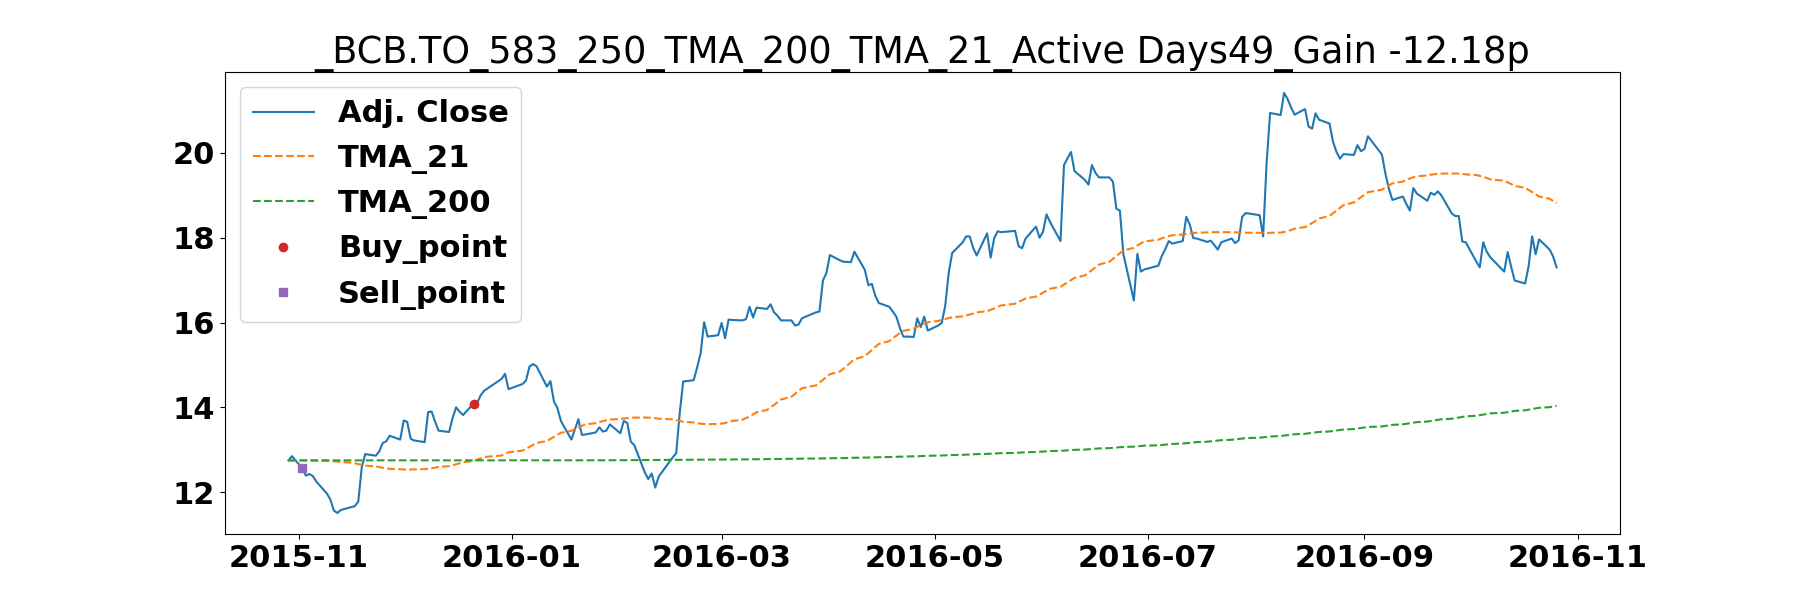 _BCB.TO_583_250_TMA_200_TMA_21_Active Days49_Gain -12.18p
Adj. Close
TMA_21
TMA_200
Buy_point
Sell_point
20
18
16
14
12
2015-11 2016-01 2016-03 2016-05 2016-07 2016-09 2016-11